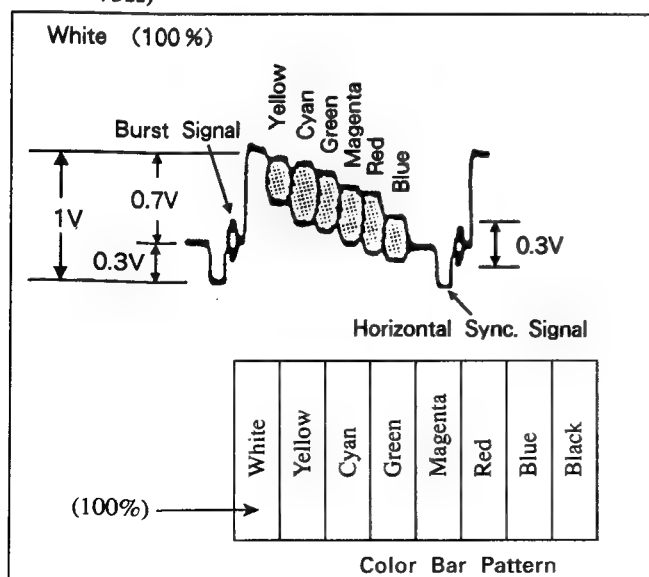 White (100%)
Yellow
Cyan
Green
Magenta
Red
Blue
Burst Signal
1V
0.7V
0.3V
0.3V
Horizontal Sync. Signal
White
Yellow
Cyan
Green
Magenta
Red
Blue
Black
(100%)
Color Bar Pattern